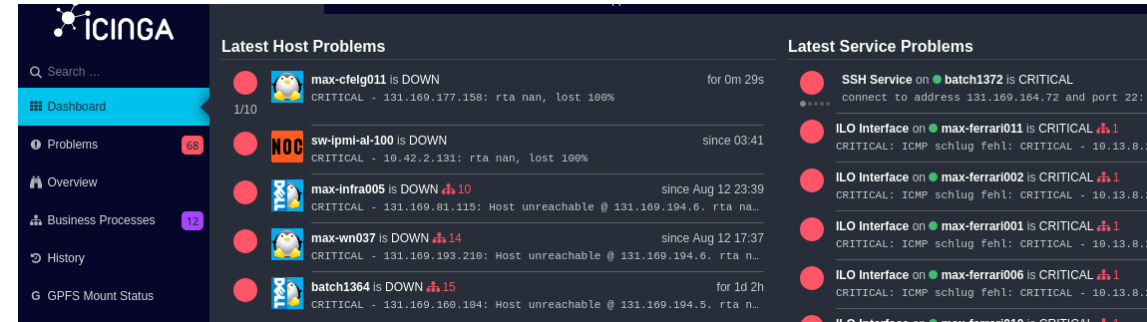 ICINGA
Search ...
Dashboard
Problems 68
Overview
Business Processes 12
History
G GPFS Mount Status
Latest Host Problems
1/10
max-cfelg011 is DOWN for 0m 29s
CRITICAL - 131.169.177.158: rta nan, lost 100%
NOC
sw-ipmi-al-100 is DOWN since 03:41
CRITICAL - 10.42.2.131: rta nan, lost 100%
DELL
max-infra005 is DOWN 10 since Aug 12 23:39
CRITICAL - 131.169.81.115: Host unreachable @ 131.169.194.6. rta na…
max-wn037 is DOWN 14 since Aug 12 17:37
CRITICAL - 131.169.193.210: Host unreachable @ 131.169.194.6. rta n…
DELL
batch1364 is DOWN 15 for 1d 2h
CRITICAL - 131.169.160.104: Host unreachable @ 131.169.194.5. rta n…
Latest Service Problems
SSH Service on batch1372 is CRITICAL
connect to address 131.169.164.72 and port 22:
ILO Interface on max-ferrari011 is CRITICAL 1
CRITICAL: ICMP schlug fehl: CRITICAL - 10.13.8.
ILO Interface on max-ferrari002 is CRITICAL 1
CRITICAL: ICMP schlug fehl: CRITICAL - 10.13.8.
ILO Interface on max-ferrari001 is CRITICAL 1
CRITICAL: ICMP schlug fehl: CRITICAL - 10.13.8.
ILO Interface on max-ferrari006 is CRITICAL 1
CRITICAL: ICMP schlug fehl: CRITICAL - 10.13.8.